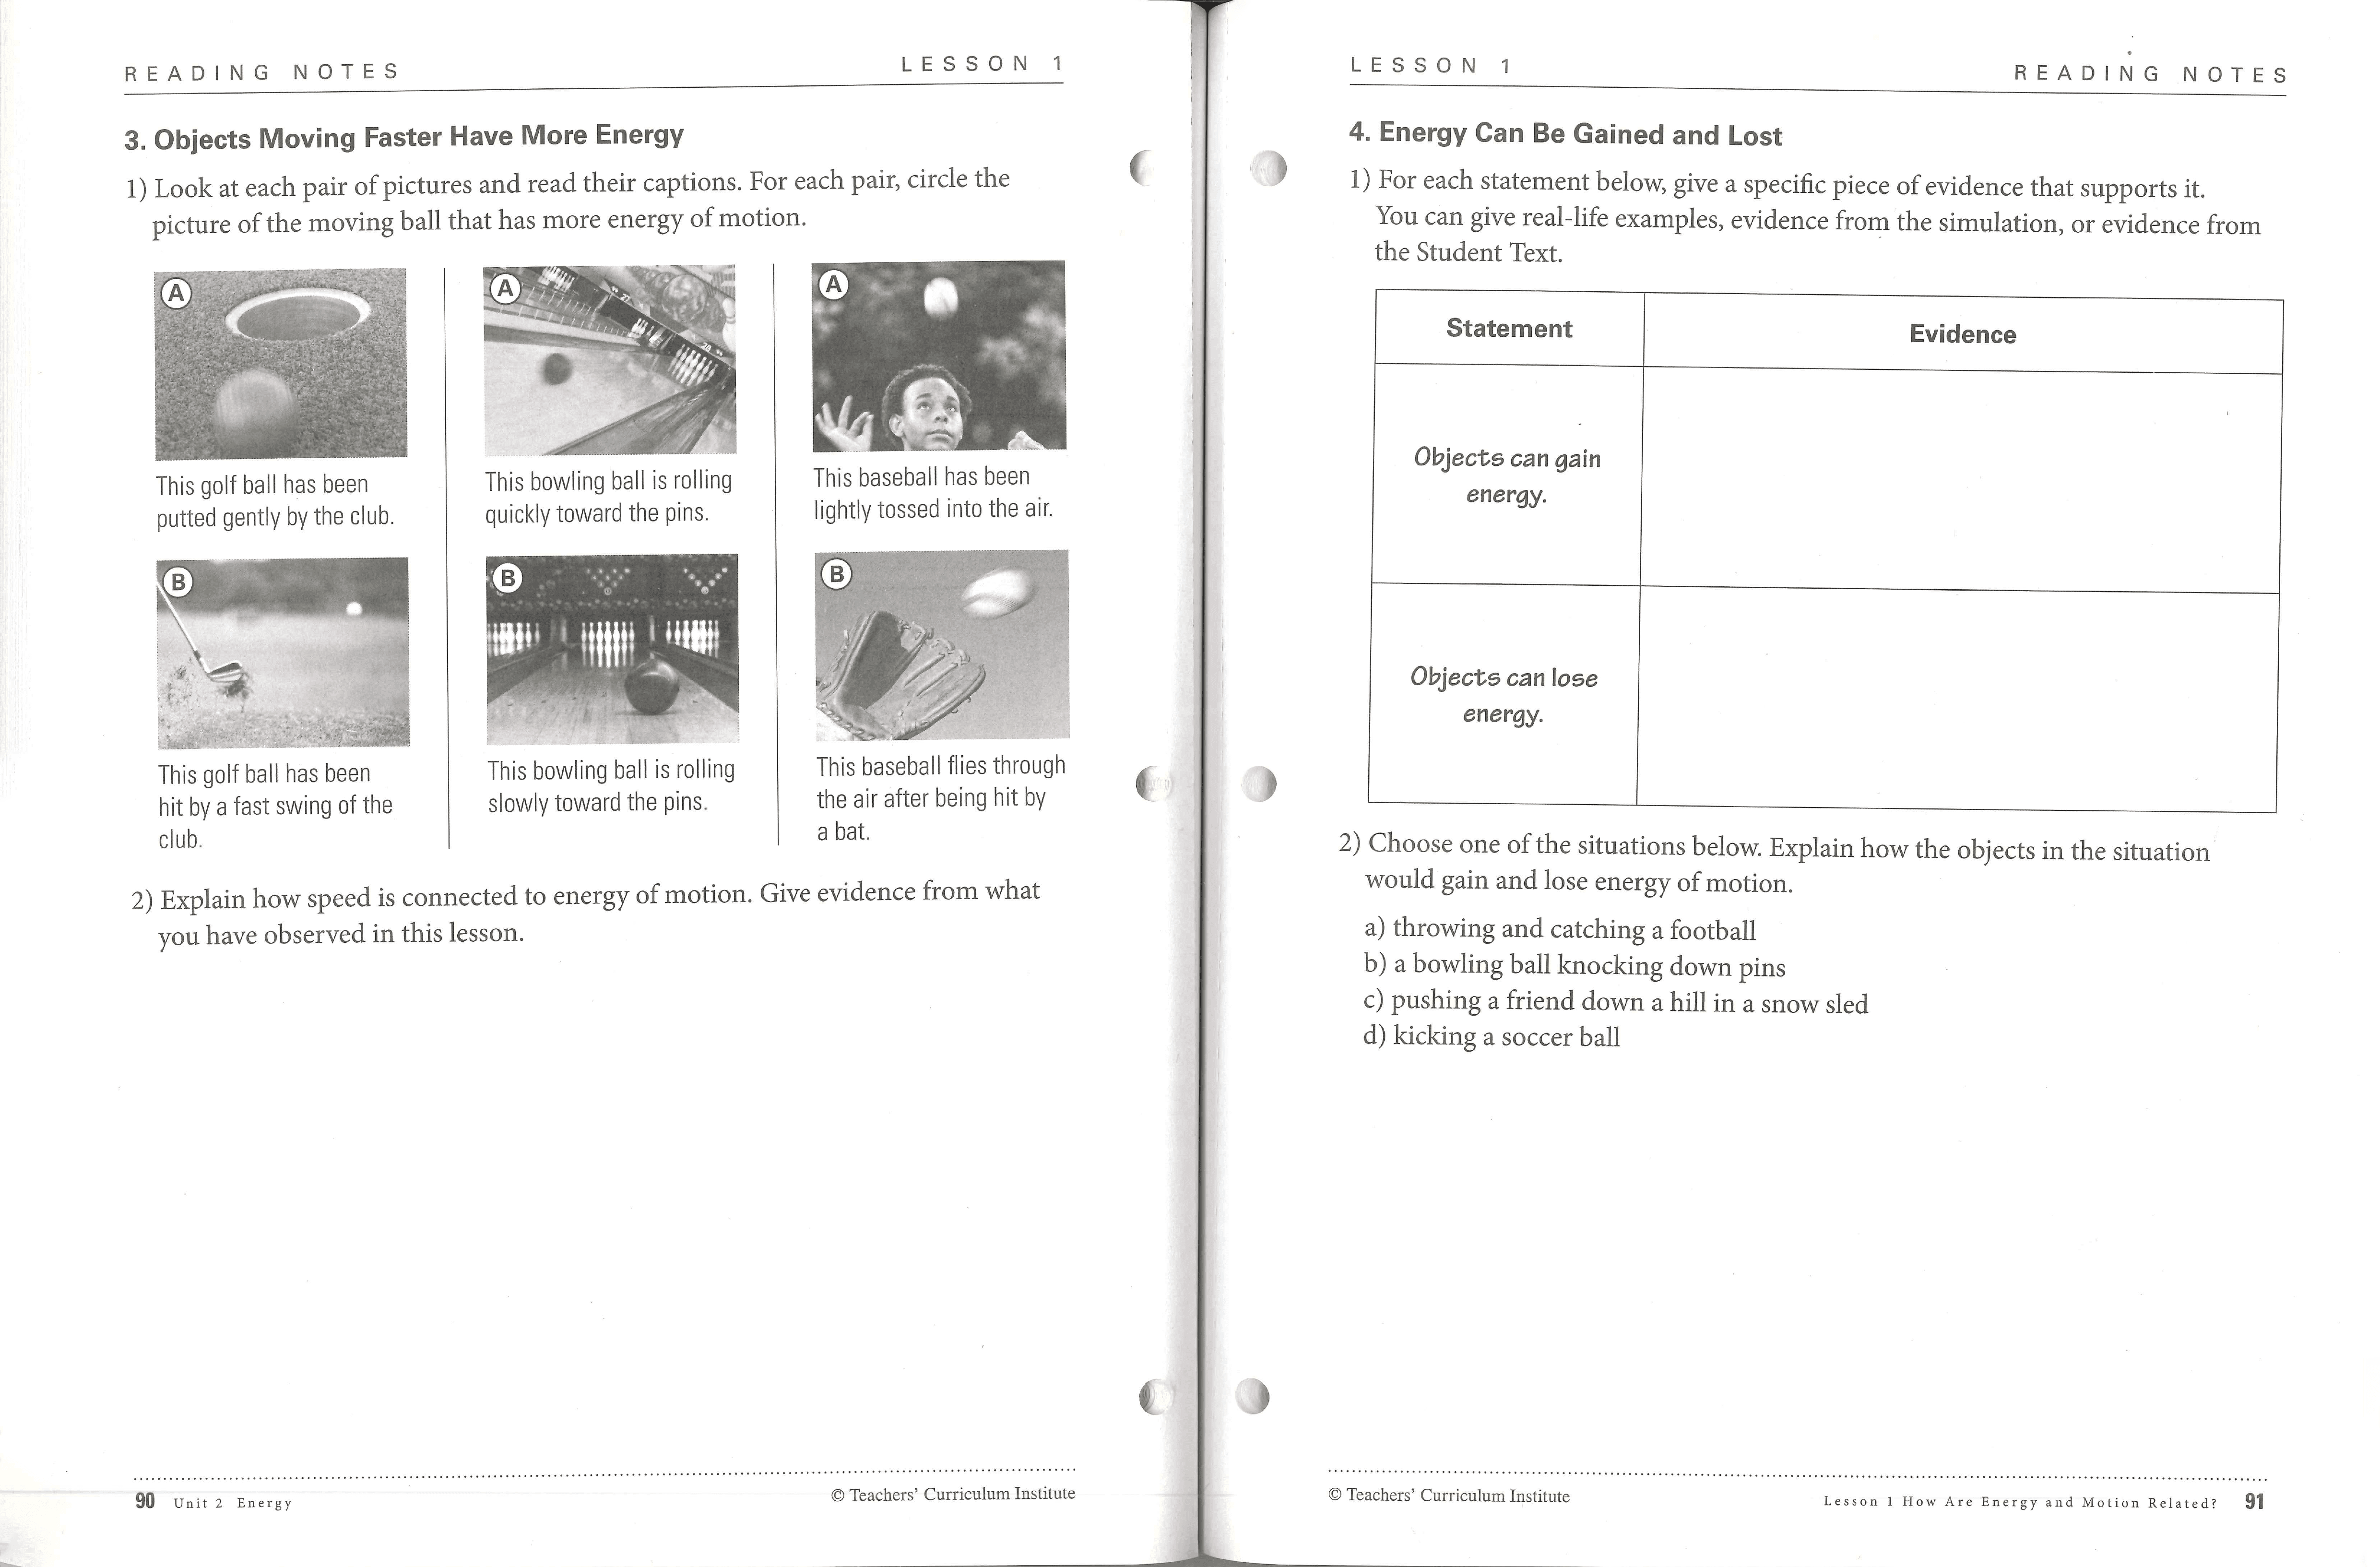 READING NOTES
LESSON 1
3. Objects Moving Faster Have More Energy
1) Look at each pair of pictures and read their captions. For each pair, circle the
picture of the moving ball that has more energy of motion.
A
This golf ball has been
putted gently by the club.
B
This golf ball has been
hit by a fast swing of the
club.
A
This bowling ball is rolling
quickly toward the pins.
B
This bowling ball is rolling
slowly toward the pins.
A
This baseball has been
lightly tossed into the air.
B
This baseball flies through
the air after being hit by
a bat.
2) Explain how speed is connected to energy of motion. Give evidence from what
you have observed in this lesson.
90 Unit 2 Energy
© Teachers' Curriculum Institute
LESSON 1
READING NOTES
4. Energy Can Be Gained and Lost
1) For each statement below, give a specific piece of evidence that supports it.
You can give real-life examples, evidence from the simulation, or evidence from
the Student Text.
Statement
Evidence
Objects can gain
energy.
Objects can lose
energy.
2) Choose one of the situations below. Explain how the objects in the situation
would gain and lose energy of motion.
a) throwing and catching a football
b) a bowling ball knocking down pins
c) pushing a friend down a hill in a snow sled
d) kicking a soccer ball
© Teachers' Curriculum Institute
Lesson 1 How Are Energy and Motion Related? 91